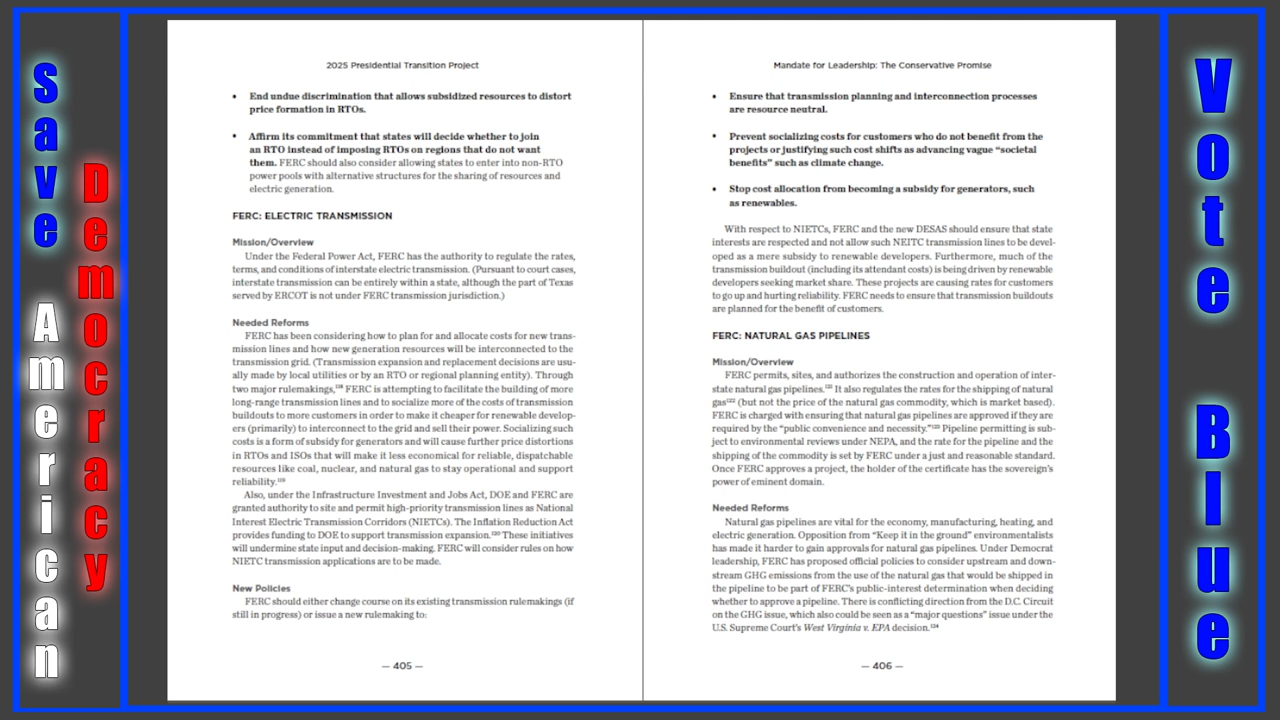 Save American
Democracy
2025 Presidential Transition Project
• End undue discrimination that allows subsidized resources to distort
price formation in RTOs.
• Affirm its commitment that states will decide whether to join
an RTO instead of imposing RTOs on regions that do not want
them. FERC should also consider allowing states to enter into non-RTO
power pools with alternative structures for the sharing of resources and
electric generation.
FERC: ELECTRIC TRANSMISSION
Mission/Overview
Under the Federal Power Act, FERC has the authority to regulate the rates,
terms, and conditions of interstate electric transmission. (Pursuant to court cases,
interstate transmission can be entirely within a state, although the part of Texas
served by ERCOT is not under FERC transmission jurisdiction.)
Needed Reforms
FERC has been considering how to plan for and allocate costs for new trans-
mission lines and how new generation resources will be interconnected to the
transmission grid. (Transmission expansion and replacement decisions are usu-
ally made by local utilities or by an RTO or regional planning entity). Through
two major rulemakings,118 FERC is attempting to facilitate the building of more
long-range transmission lines and to socialize more of the costs of transmission
buildouts to more customers in order to make it cheaper for renewable develop-
ers (primarily) to interconnect to the grid and sell their power. Socializing such
costs is a form of subsidy for generators and will cause further price distortions
in RTOs and ISOs that will make it less economical for reliable, dispatchable
resources like coal, nuclear, and natural gas to stay operational and support
reliability.119
Also, under the Infrastructure Investment and Jobs Act, DOE and FERC are
granted authority to site and permit high-priority transmission lines as National
Interest Electric Transmission Corridors (NIETCs). The Inflation Reduction Act
provides funding to DOE to support transmission expansion.120 These initiatives
will undermine state input and decision-making. FERC will consider rules on how
NIETC transmission applications are to be made.
New Policies
FERC should either change course on its existing transmission rulemakings (if
still in progress) or issue a new rulemaking to:
— 405 —
Mandate for Leadership: The Conservative Promise
• Ensure that transmission planning and interconnection processes
are resource neutral.
• Prevent socializing costs for customers who do not benefit from the
projects or justifying such cost shifts as advancing vague “societal
benefits” such as climate change.
• Stop cost allocation from becoming a subsidy for generators, such
as renewables.
With respect to NIETCs, FERC and the new DESAS should ensure that state
interests are respected and not allow such NEITC transmission lines to be devel-
oped as a mere subsidy to renewable developers. Furthermore, much of the
transmission buildout (including its attendant costs) is being driven by renewable
developers seeking market share. These projects are causing rates for customers
to go up and hurting reliability. FERC needs to ensure that transmission buildouts
are planned for the benefit of customers.
FERC: NATURAL GAS PIPELINES
Mission/Overview
FERC permits, sites, and authorizes the construction and operation of inter-
state natural gas pipelines.121 It also regulates the rates for the shipping of natural
gas122 (but not the price of the natural gas commodity, which is market based).
FERC is charged with ensuring that natural gas pipelines are approved if they are
required by the “public convenience and necessity.”123 Pipeline permitting is sub-
ject to environmental reviews under NEPA, and the rate for the pipeline and the
shipping of the commodity is set by FERC under a just and reasonable standard.
Once FERC approves a project, the holder of the certificate has the sovereign’s
power of eminent domain.
Needed Reforms
Natural gas pipelines are vital for the economy, manufacturing, heating, and
electric generation. Opposition from “Keep it in the ground” environmentalists
has made it harder to gain approvals for natural gas pipelines. Under Democrat
leadership, FERC has proposed official policies to consider upstream and down-
stream GHG emissions from the use of the natural gas that would be shipped in
the pipeline to be part of FERC’s public-interest determination when deciding
whether to approve a pipeline. There is conflicting direction from the D.C. Circuit
on the GHG issue, which also could be seen as a “major questions” issue under the
U.S. Supreme Court’s West Virginia v. EPA decision.124
— 406 —
Vote Blue